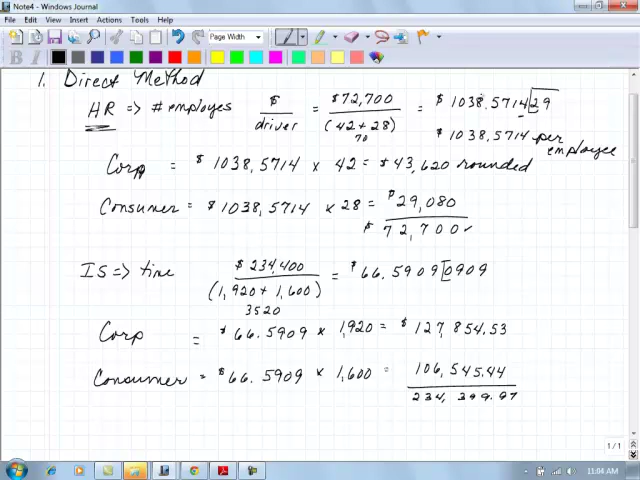 Note4 - Windows Journal
File Edit View Insert Actions Tools Help
Page Width
1. Direct Method
HR => # employes $ / driver = $72,700 / (42 + 28) 70 = $ 1038.571429
$ 1038.5714 per employee
Corp = $ 1038.5714 x 42 = $ 43,620 rounded
Consumer = $ 1038.5714 x 28 = $ 29,080
$ 72,700 ✓
IS => time $ 234,400 / (1,920 + 1,600) 3520 = $ 66.5909[0909
Corp = $ 66.5909 x 1,920 = $ 127,854.53
Consumer = $ 66.5909 x 1,600 = 106,545.44
234,399.97
1/1
11:04 AM